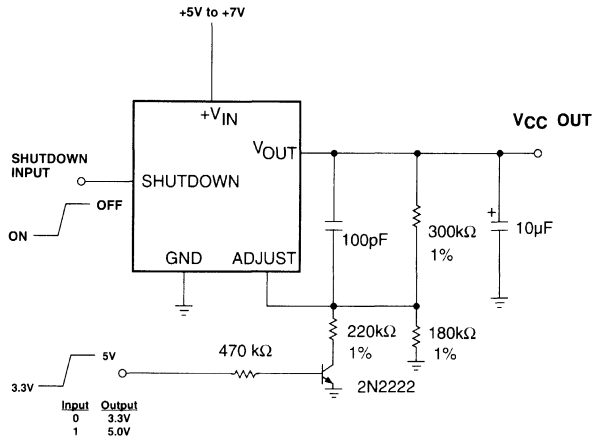 +5V to +7V
+VIN
VCC OUT
VOUT
SHUTDOWN INPUT
SHUTDOWN
OFF
ON
GND
ADJUST
100pF
300kΩ
1%
+
10µF
220kΩ
1%
180kΩ
1%
470 kΩ
5V
3.3V
2N2222
Input Output
0 3.3V
1 5.0V